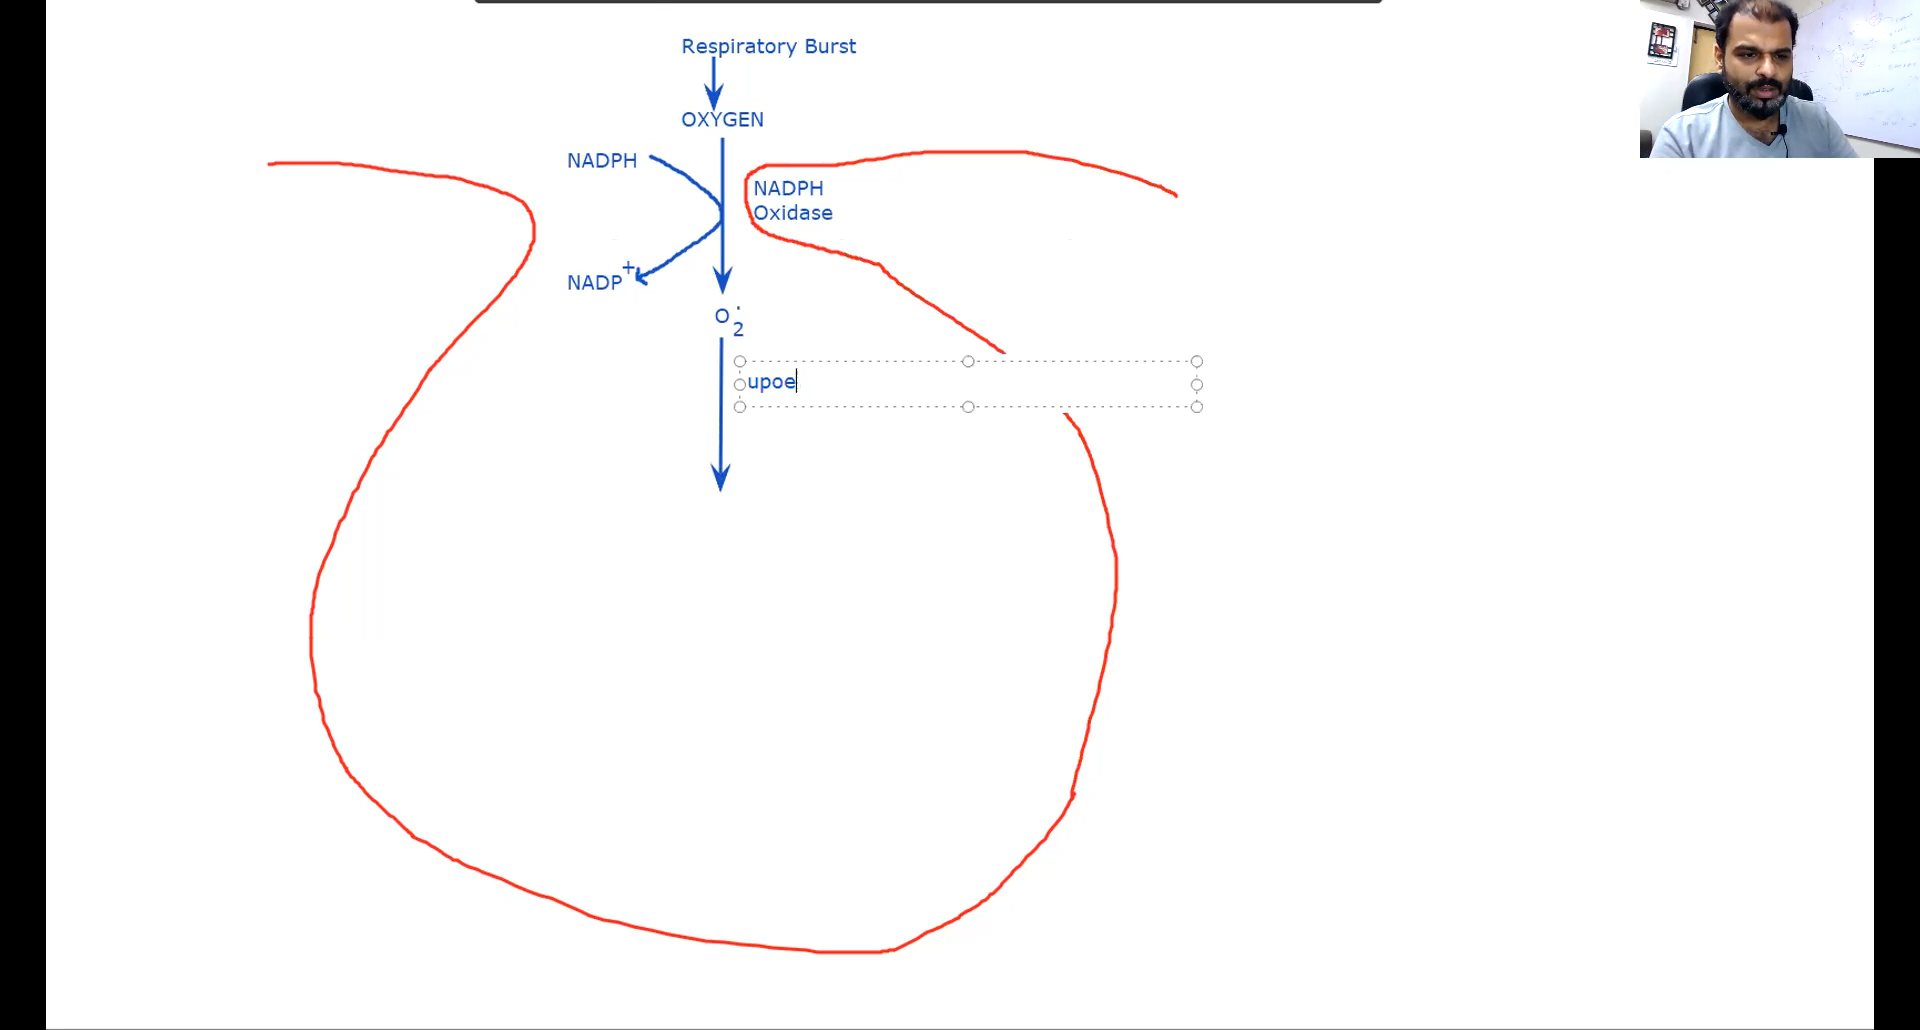 Respiratory Burst
OXYGEN
NADPH
NADPH
Oxidase
NADP+
O2.
upoe